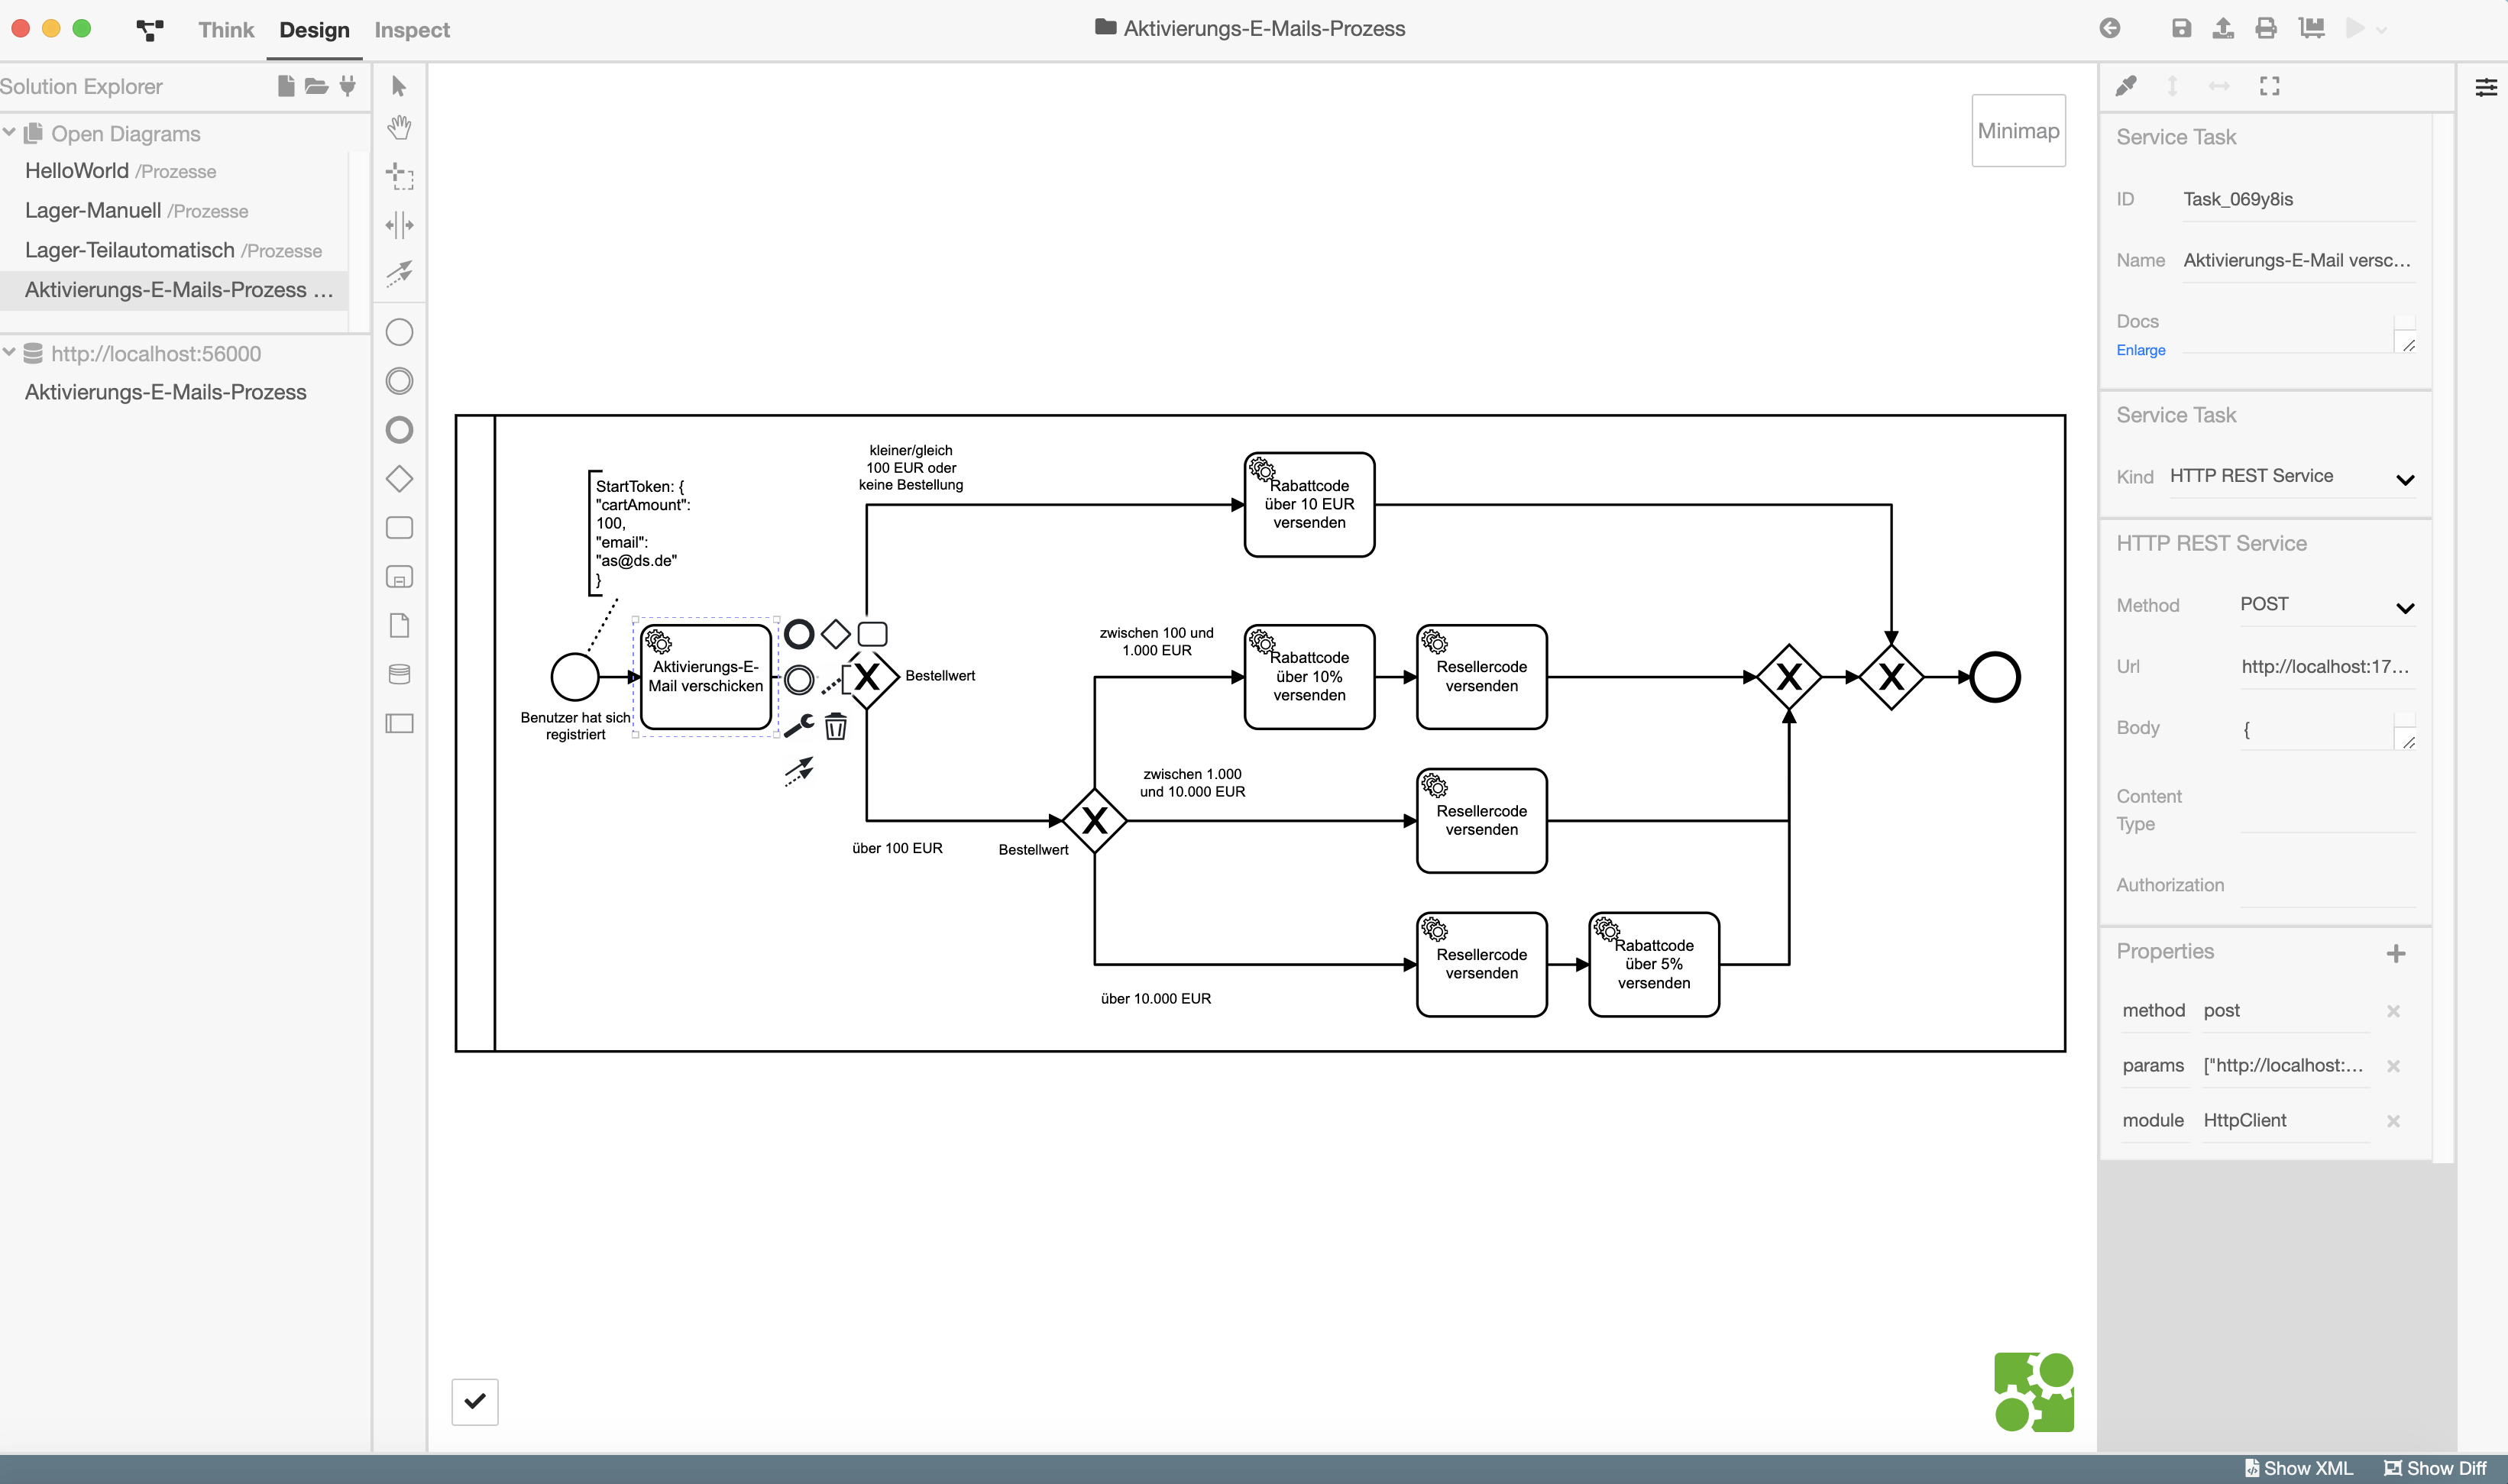 Think Design Inspect
Aktivierungs-E-Mails-Prozess
Solution Explorer
Open Diagrams
HelloWorld /Prozesse
Lager-Manuell /Prozesse
Lager-Teilautomatisch /Prozesse
Aktivierungs-E-Mails-Prozess ...
http://localhost:56000
Aktivierungs-E-Mails-Prozess
Minimap
StartToken: {
"cartAmount":
100,
"email":
"as@ds.de"
}
Benutzer hat sich
registriert
Aktivierungs-E-
Mail verschicken
kleiner/gleich
100 EUR oder
keine Bestellung
Bestellwert
über 100 EUR
Bestellwert
Rabattcode
über 10 EUR
versenden
zwischen 100 und
1.000 EUR
Rabattcode
über 10%
versenden
Resellercode
versenden
zwischen 1.000
und 10.000 EUR
Resellercode
versenden
über 10.000 EUR
Resellercode
versenden
Rabattcode
über 5%
versenden
Service Task
ID Task_069y8is
Name Aktivierungs-E-Mail versc...
Docs
Enlarge
Service Task
Kind HTTP REST Service
HTTP REST Service
Method POST
Url http://localhost:17...
Body {
Content
Type
Authorization
Properties
method post
params ["http://localhost:...
module HttpClient
Show XML Show Diff